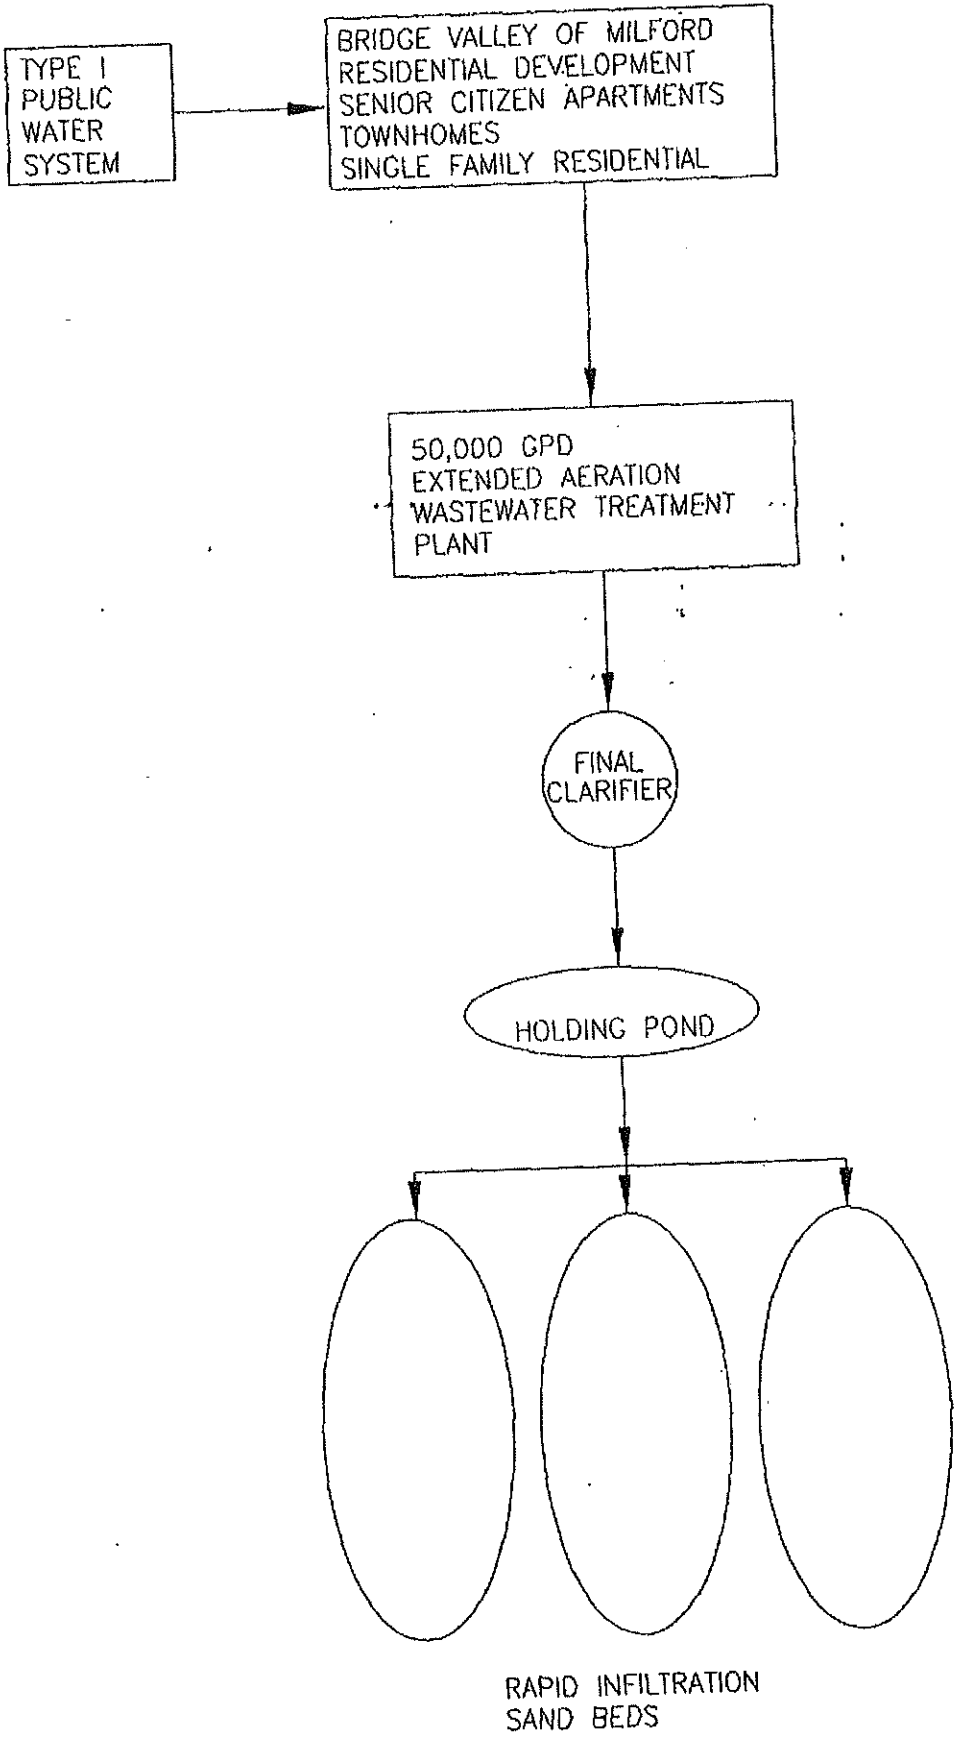 TYPE I
PUBLIC
WATER
SYSTEM
BRIDGE VALLEY OF MILFORD
RESIDENTIAL DEVELOPMENT
SENIOR CITIZEN APARTMENTS
TOWNHOMES
SINGLE FAMILY RESIDENTIAL
50,000 GPD
EXTENDED AERATION
WASTEWATER TREATMENT
PLANT
FINAL
CLARIFIER
HOLDING POND
RAPID INFILTRATION
SAND BEDS